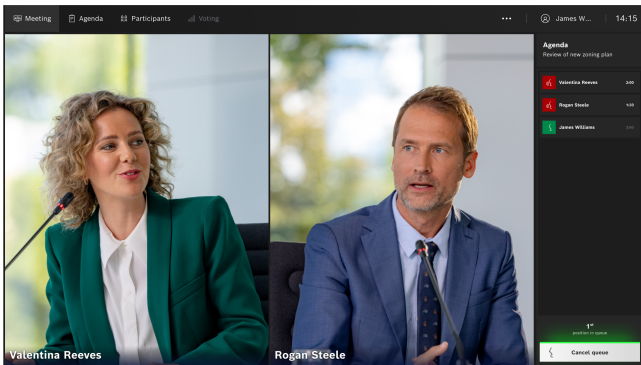 Meeting
Agenda
Participants
Voting
James W...
14:15
Agenda
Review of new zoning plan
Valentina Reeves
Rogan Steele
James Williams
Valentina Reeves
Rogan Steele
1st
position in queue
Cancel queue